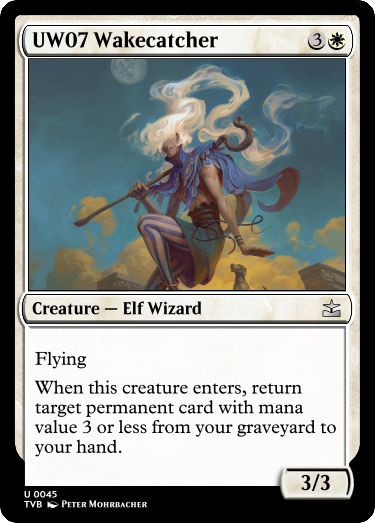 UW07 Wakecatcher 3
Creature — Elf Wizard
Flying
When this creature enters, return
target permanent card with mana
value 3 or less from your graveyard to
your hand.
3/3
U 0045
TVB Peter Mohrbacher